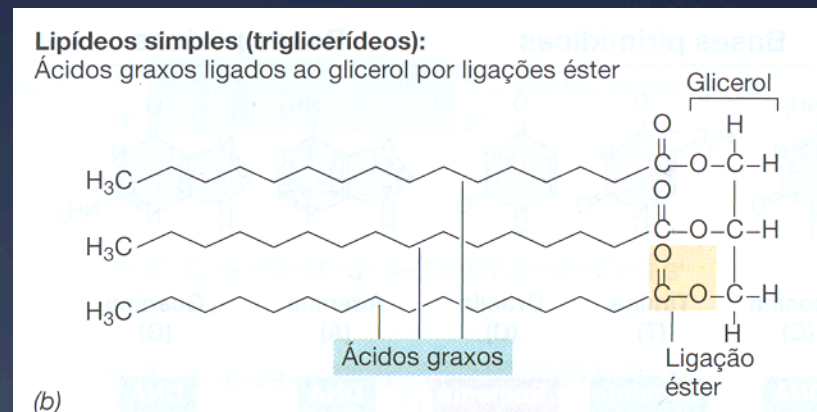 Lipídeos simples (triglicerídeos):
Ácidos graxos ligados ao glicerol por ligações éster
Glicerol
O H
H₃C C–O–C–H
O
H₃C C–O–C–H
O
H₃C C–O–C–H
H
Ácidos graxos
Ligação
éster
(b)